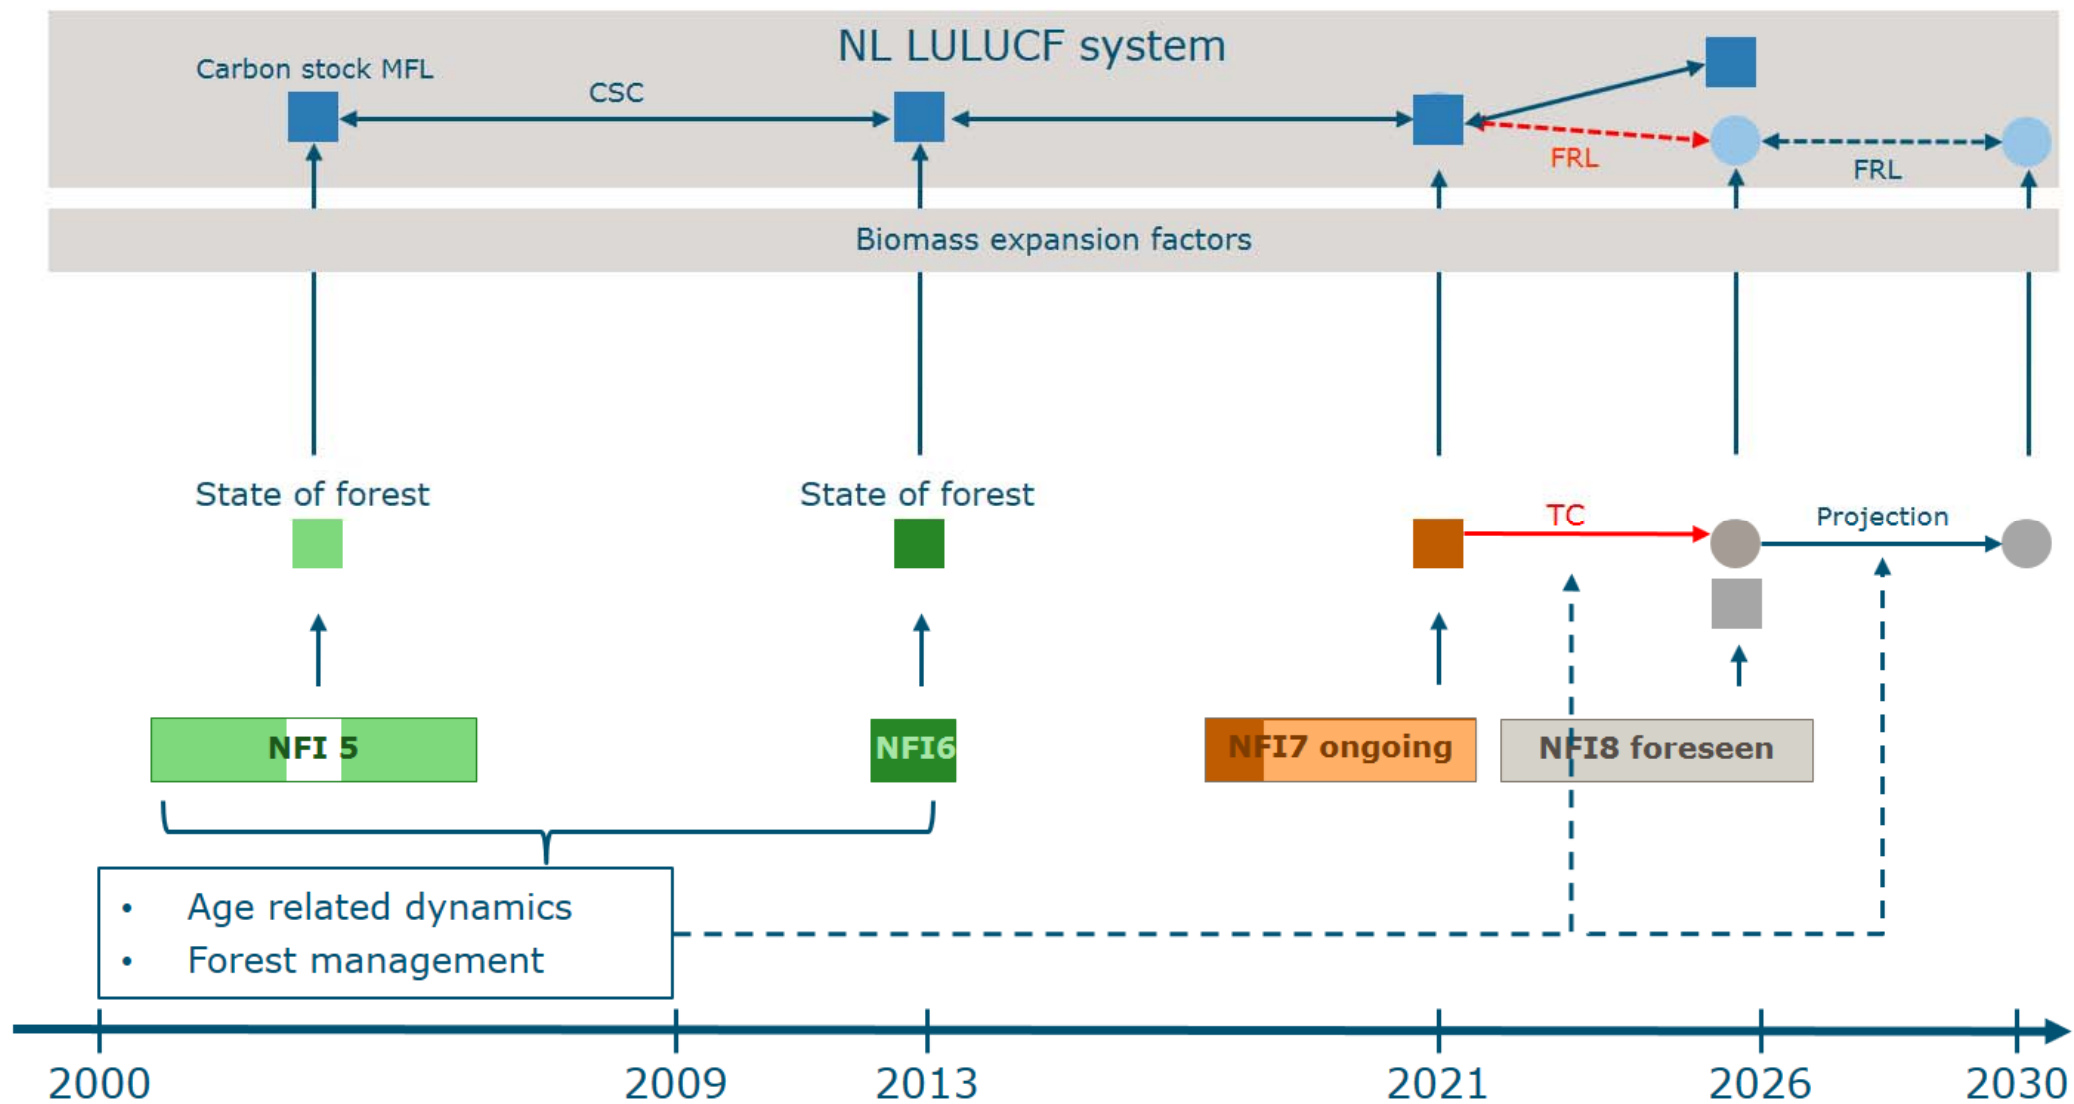 NL LULUCF system
Carbon stock MFL
CSC
FRL
FRL
Biomass expansion factors
State of forest
State of forest
TC
Projection
NFI 5
NFI6
NFI7 ongoing
NFI8 foreseen
• Age related dynamics
• Forest management
2000
2009
2013
2021
2026
2030